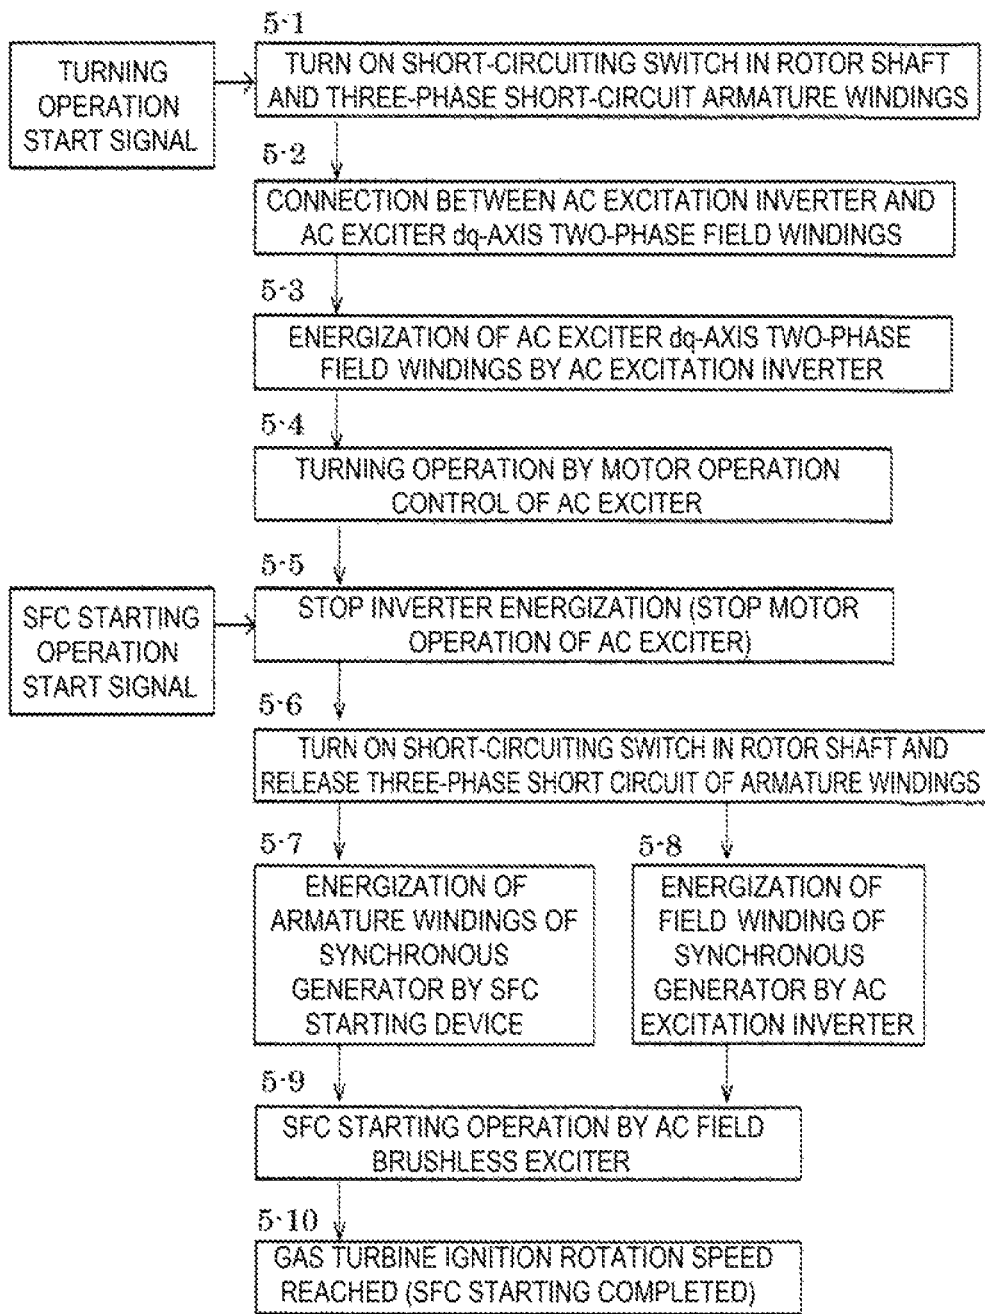 5-1
TURNING
OPERATION
START SIGNAL
TURN ON SHORT-CIRCUITING SWITCH IN ROTOR SHAFT
AND THREE-PHASE SHORT-CIRCUIT ARMATURE WINDINGS
5-2
CONNECTION BETWEEN AC EXCITATION INVERTER AND
AC EXCITER dq-AXIS TWO-PHASE FIELD WINDINGS
5-3
ENERGIZATION OF AC EXCITER dq-AXIS TWO-PHASE
FIELD WINDINGS BY AC EXCITATION INVERTER
5-4
TURNING OPERATION BY MOTOR OPERATION
CONTROL OF AC EXCITER
5-5
SFC STARTING
OPERATION
START SIGNAL
STOP INVERTER ENERGIZATION (STOP MOTOR
OPERATION OF AC EXCITER)
5-6
TURN ON SHORT-CIRCUITING SWITCH IN ROTOR SHAFT AND
RELEASE THREE-PHASE SHORT CIRCUIT OF ARMATURE WINDINGS
5-7
ENERGIZATION OF
ARMATURE WINDINGS OF
SYNCHRONOUS
GENERATOR BY SFC
STARTING DEVICE
5-8
ENERGIZATION OF
FIELD WINDING OF
SYNCHRONOUS
GENERATOR BY AC
EXCITATION INVERTER
5-9
SFC STARTING OPERATION BY AC FIELD
BRUSHLESS EXCITER
5-10
GAS TURBINE IGNITION ROTATION SPEED
REACHED (SFC STARTING COMPLETED)